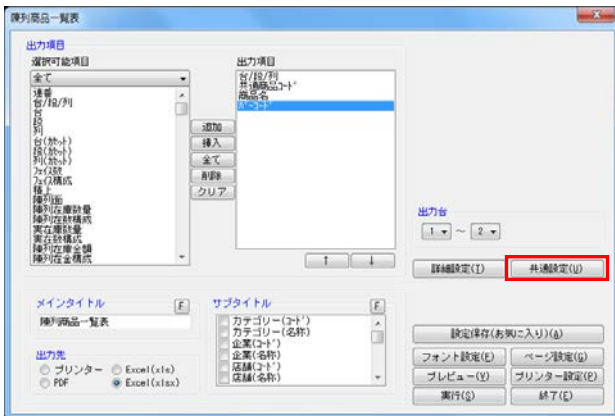 陳列商品一覧表
出力項目
選択可能項目
全て
連番
台/段/列
台
段
列
台(カセット)
段(カセット)
列(カセット)
フェイス数
フェイス構成
積上
陳列面
陳列在庫数量
陳列在数構成
実在庫数量
実在数構成
陳列在庫金額
陳列在金構成
追加
挿入
全て
削除
クリア
出力項目
台/段/列
共通商品コード
商品名
バーコード
↑
↓
出力台
1 ～ 2
詳細設定(T)
共通設定(U)
メインタイトル
F
陳列商品一覧表
サブタイトル
F
カテゴリー(コード)
カテゴリー(名称)
企業(コード)
企業(名称)
店舗(コード)
店舗(名称)
出力先
プリンター
Excel(xls)
PDF
Excel(xlsx)
設定保存(お気に入り)(A)
フォント設定(F)
ページ設定(G)
プレビュー(V)
プリンター設定(P)
実行(S)
終了(E)